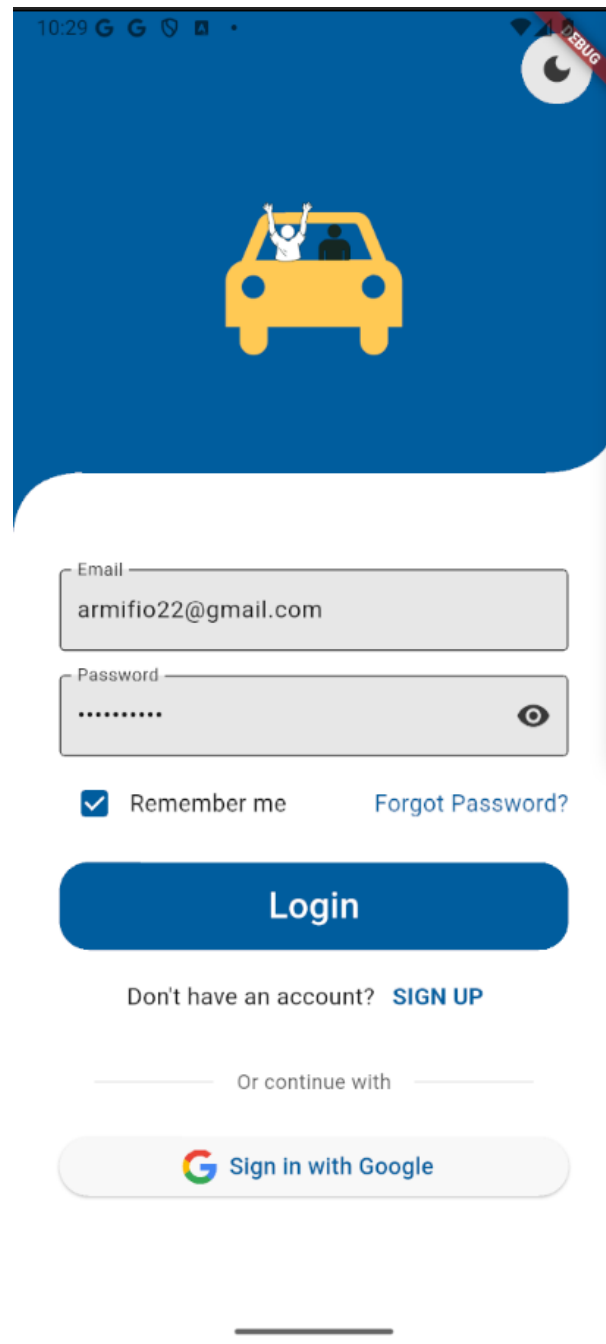 10:29
DEBUG
Email
armifio22@gmail.com
Password
••••••••••
Remember me Forgot Password?
Login
Don't have an account? SIGN UP
Or continue with
Sign in with Google